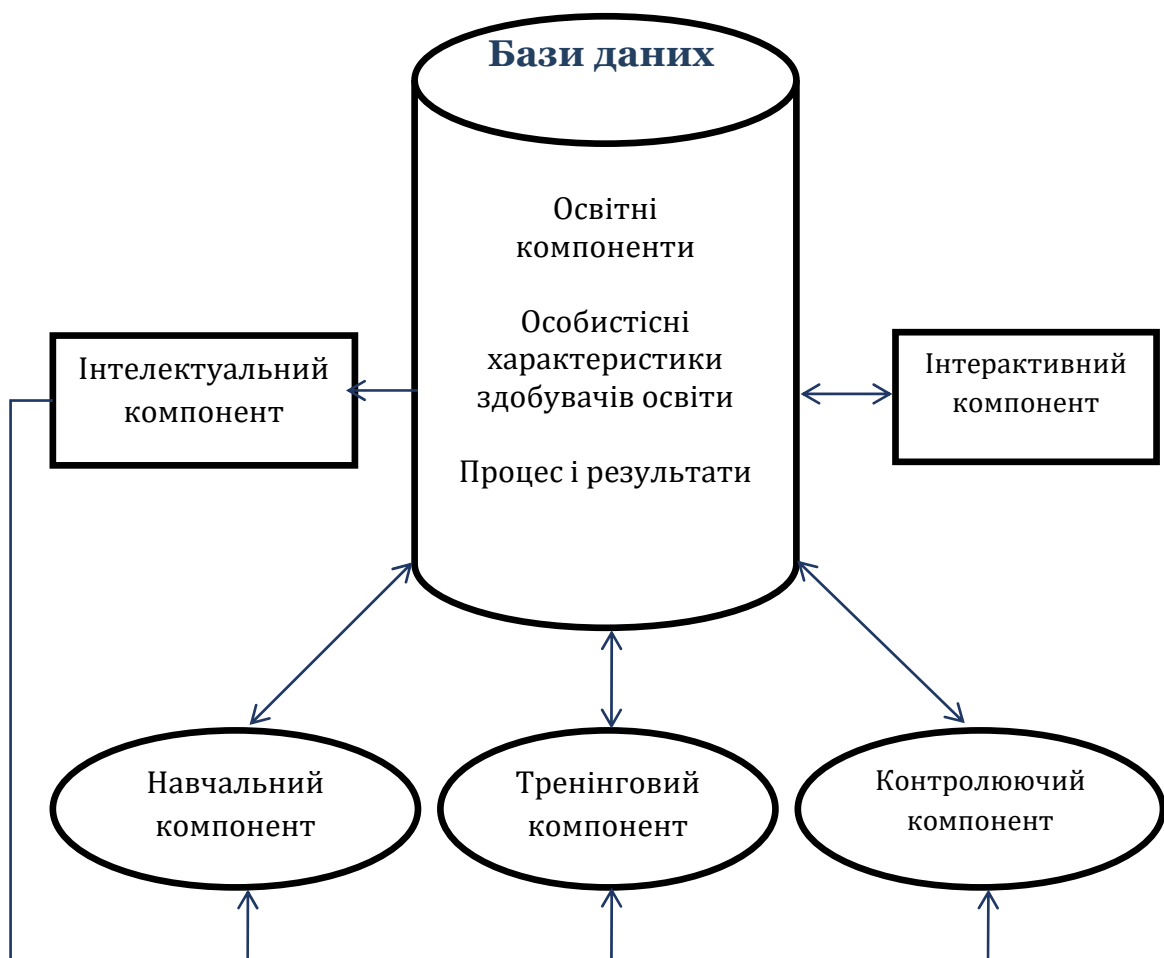 Бази даних
Освітні
компоненти
Особистісні
характеристики
здобувачів освіти
Процес і результати
Інтелектуальний
компонент
Інтерактивний
компонент
Навчальний
компонент
Тренінговий
компонент
Контролюючий
компонент